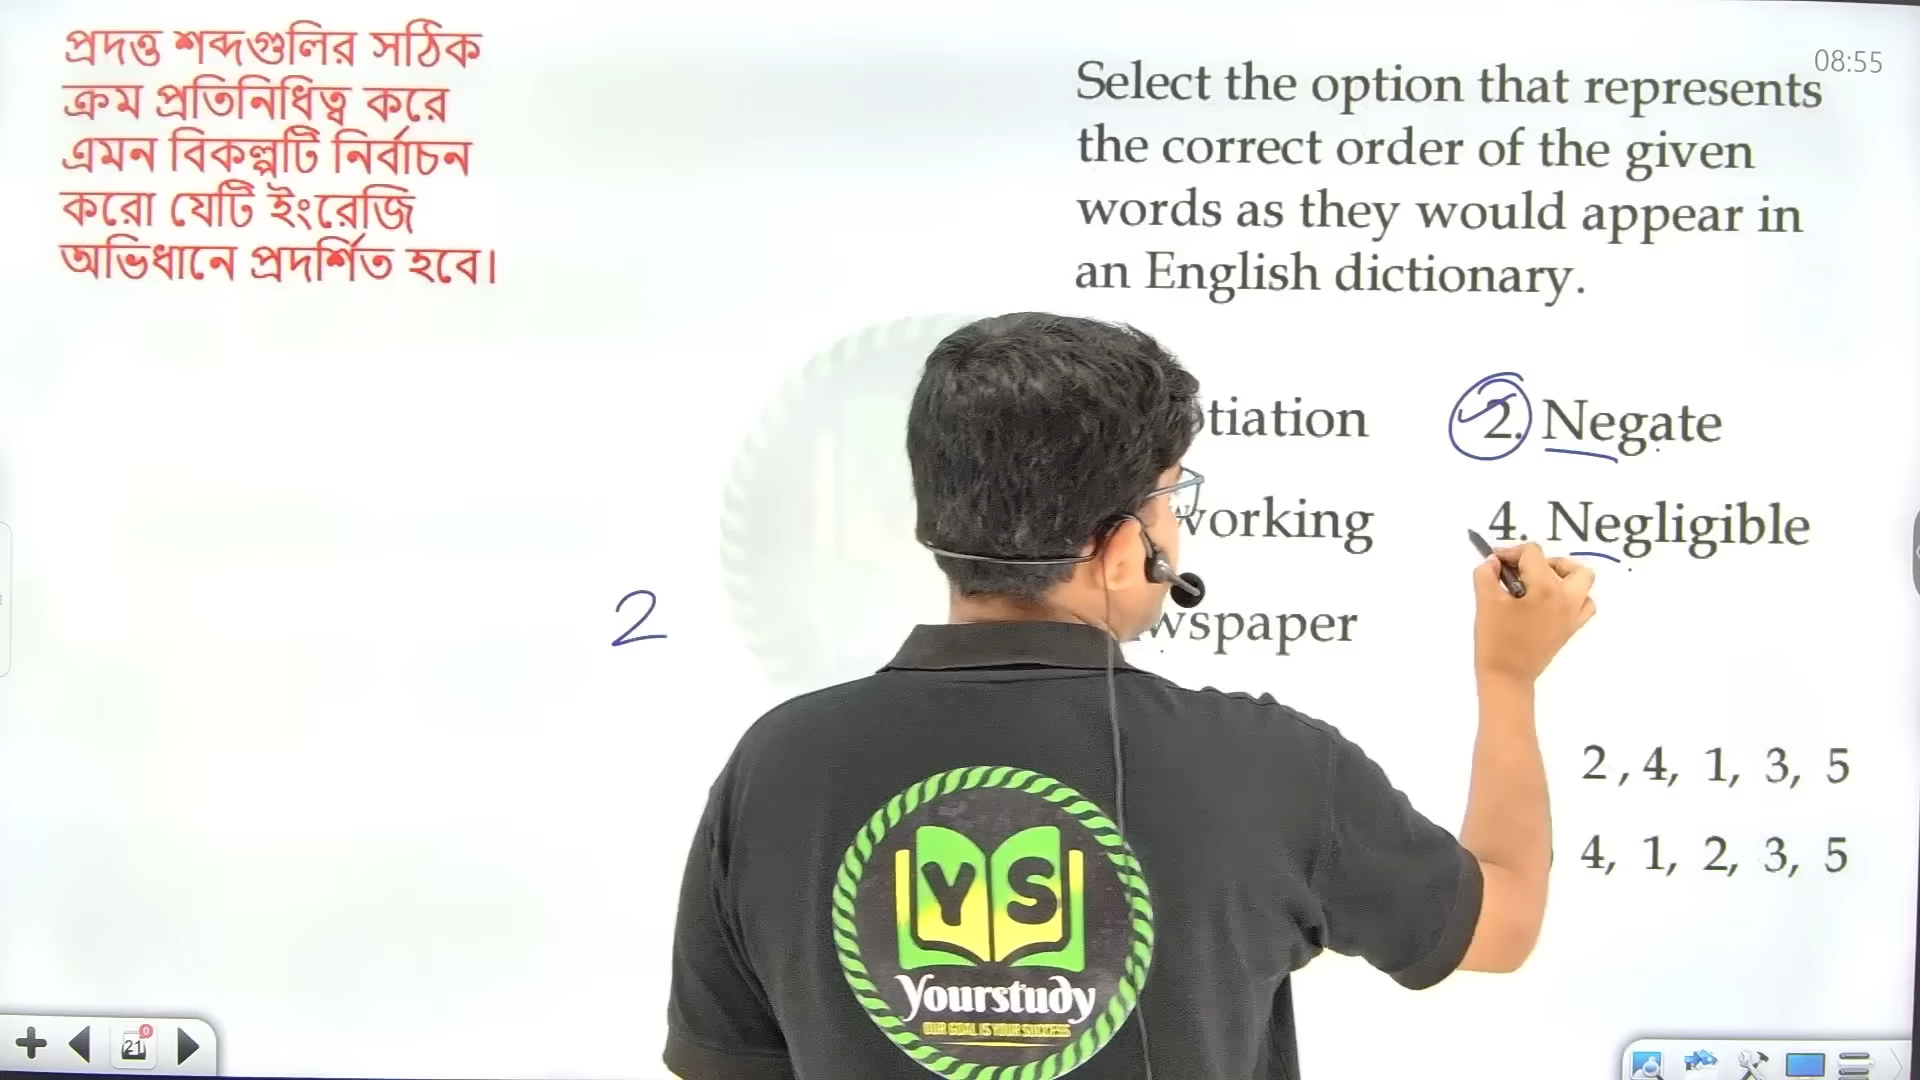 প্রদত্ত শব্দগুলির সঠিক
ক্রম প্রতিনিধিত্ব করে
এমন বিকল্পটি নির্বাচন
করো যেটি ইংরেজি
অভিধানে প্রদর্শিত হবে।
08:55
Select the option that represents
the correct order of the given
words as they would appear in
an English dictionary.
tiation 2. Negate
working 4. Negligible
wspaper
2
2, 4, 1, 3, 5
4, 1, 2, 3, 5
YS
Yourstudy
OUR GOAL IS YOUR SUCCESS
21
0